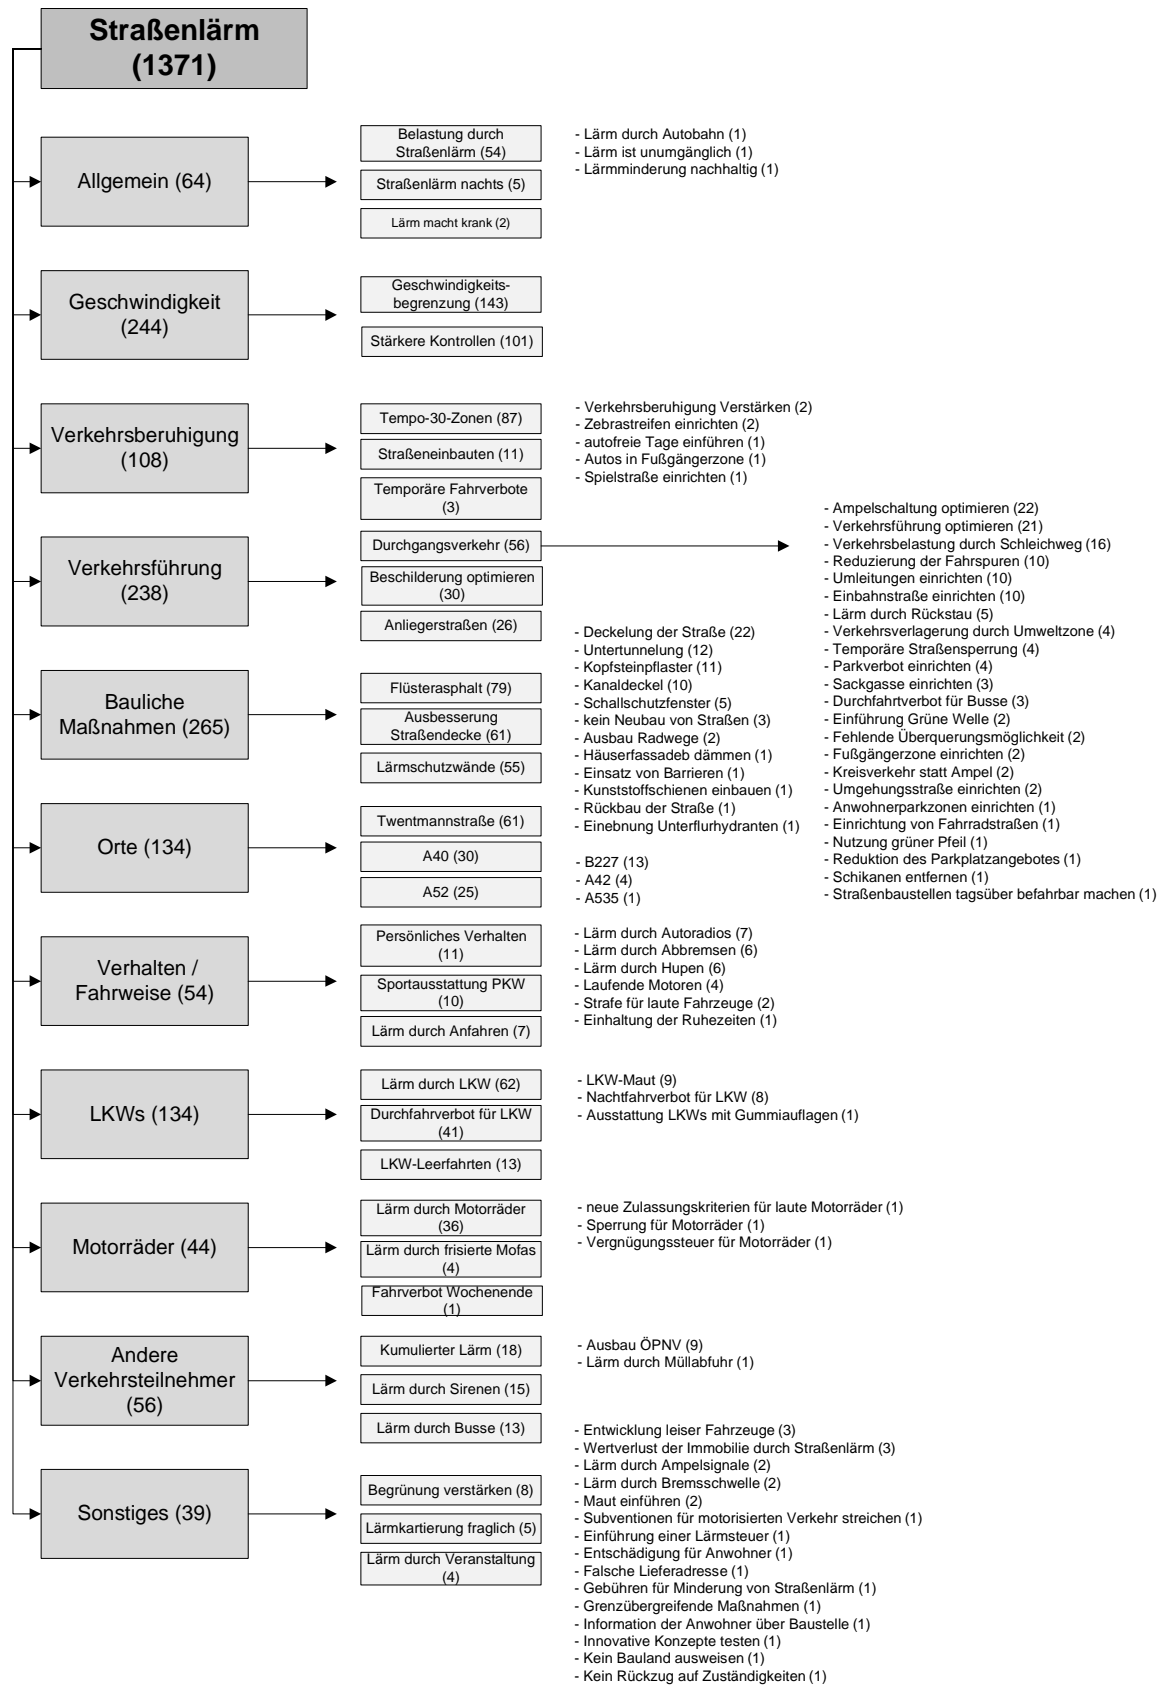 Straßenlärm
(1371)
Allgemein (64)
Belastung durch
Straßenlärm (54)
Straßenlärm nachts (5)
Lärm macht krank (2)
- Lärm durch Autobahn (1)
- Lärm ist unumgänglich (1)
- Lärmminderung nachhaltig (1)
Geschwindigkeit
(244)
Geschwindigkeits-
begrenzung (143)
Stärkere Kontrollen (101)
Verkehrsberuhigung
(108)
Tempo-30-Zonen (87)
Straßeneinbauten (11)
Temporäre Fahrverbote
(3)
- Verkehrsberuhigung Verstärken (2)
- Zebrastreifen einrichten (2)
- autofreie Tage einführen (1)
- Autos in Fußgängerzone (1)
- Spielstraße einrichten (1)
Verkehrsführung
(238)
Durchgangsverkehr (56)
Beschilderung optimieren
(30)
Anliegerstraßen (26)
- Ampelschaltung optimieren (22)
- Verkehrsführung optimieren (21)
- Verkehrsbelastung durch Schleichweg (16)
- Reduzierung der Fahrspuren (10)
- Umleitungen einrichten (10)
- Einbahnstraße einrichten (10)
- Lärm durch Rückstau (5)
- Verkehrsverlagerung durch Umweltzone (4)
- Temporäre Straßensperrung (4)
- Parkverbot einrichten (4)
- Sackgasse einrichten (3)
- Durchfahrtverbot für Busse (3)
- Einführung Grüne Welle (2)
- Fehlende Überquerungsmöglichkeit (2)
- Fußgängerzone einrichten (2)
- Kreisverkehr statt Ampel (2)
- Umgehungsstraße einrichten (2)
- Anwohnerparkzonen einrichten (1)
- Einrichtung von Fahrradstraßen (1)
- Nutzung grüner Pfeil (1)
- Reduktion des Parkplatzangebotes (1)
- Schikanen entfernen (1)
- Straßenbaustellen tagsüber befahrbar machen (1)
Bauliche
Maßnahmen (265)
Flüsterasphalt (79)
Ausbesserung
Straßendecke (61)
Lärmschutzwände (55)
- Deckelung der Straße (22)
- Untertunnelung (12)
- Kopfsteinpflaster (11)
- Kanaldeckel (10)
- Schallschutzfenster (5)
- kein Neubau von Straßen (3)
- Ausbau Radwege (2)
- Häuserfassadeb dämmen (1)
- Einsatz von Barrieren (1)
- Kunststoffschienen einbauen (1)
- Rückbau der Straße (1)
- Einebnung Unterflurhydranten (1)
Orte (134)
Twentmannstraße (61)
A40 (30)
A52 (25)
- B227 (13)
- A42 (4)
- A535 (1)
Verhalten /
Fahrweise (54)
Persönliches Verhalten
(11)
Sportausstattung PKW
(10)
Lärm durch Anfahren (7)
- Lärm durch Autoradios (7)
- Lärm durch Abbremsen (6)
- Lärm durch Hupen (6)
- Laufende Motoren (4)
- Strafe für laute Fahrzeuge (2)
- Einhaltung der Ruhezeiten (1)
LKWs (134)
Lärm durch LKW (62)
Durchfahrverbot für LKW
(41)
LKW-Leerfahrten (13)
- LKW-Maut (9)
- Nachtfahrverbot für LKW (8)
- Ausstattung LKWs mit Gummiauflagen (1)
Motorräder (44)
Lärm durch Motorräder
(36)
Lärm durch frisierte Mofas
(4)
Fahrverbot Wochenende
(1)
- neue Zulassungskriterien für laute Motorräder (1)
- Sperrung für Motorräder (1)
- Vergnügungssteuer für Motorräder (1)
Andere
Verkehrsteilnehmer
(56)
Kumulierter Lärm (18)
Lärm durch Sirenen (15)
Lärm durch Busse (13)
- Ausbau ÖPNV (9)
- Lärm durch Müllabfuhr (1)
Sonstiges (39)
Begrünung verstärken (8)
Lärmkartierung fraglich (5)
Lärm durch Veranstaltung
(4)
- Entwicklung leiser Fahrzeuge (3)
- Wertverlust der Immobilie durch Straßenlärm (3)
- Lärm durch Ampelsignale (2)
- Lärm durch Bremsschwelle (2)
- Maut einführen (2)
- Subventionen für motorisierten Verkehr streichen (1)
- Einführung einer Lärmsteuer (1)
- Entschädigung für Anwohner (1)
- Falsche Lieferadresse (1)
- Gebühren für Minderung von Straßenlärm (1)
- Grenzübergreifende Maßnahmen (1)
- Information der Anwohner über Baustelle (1)
- Innovative Konzepte testen (1)
- Kein Bauland ausweisen (1)
- Kein Rückzug auf Zuständigkeiten (1)